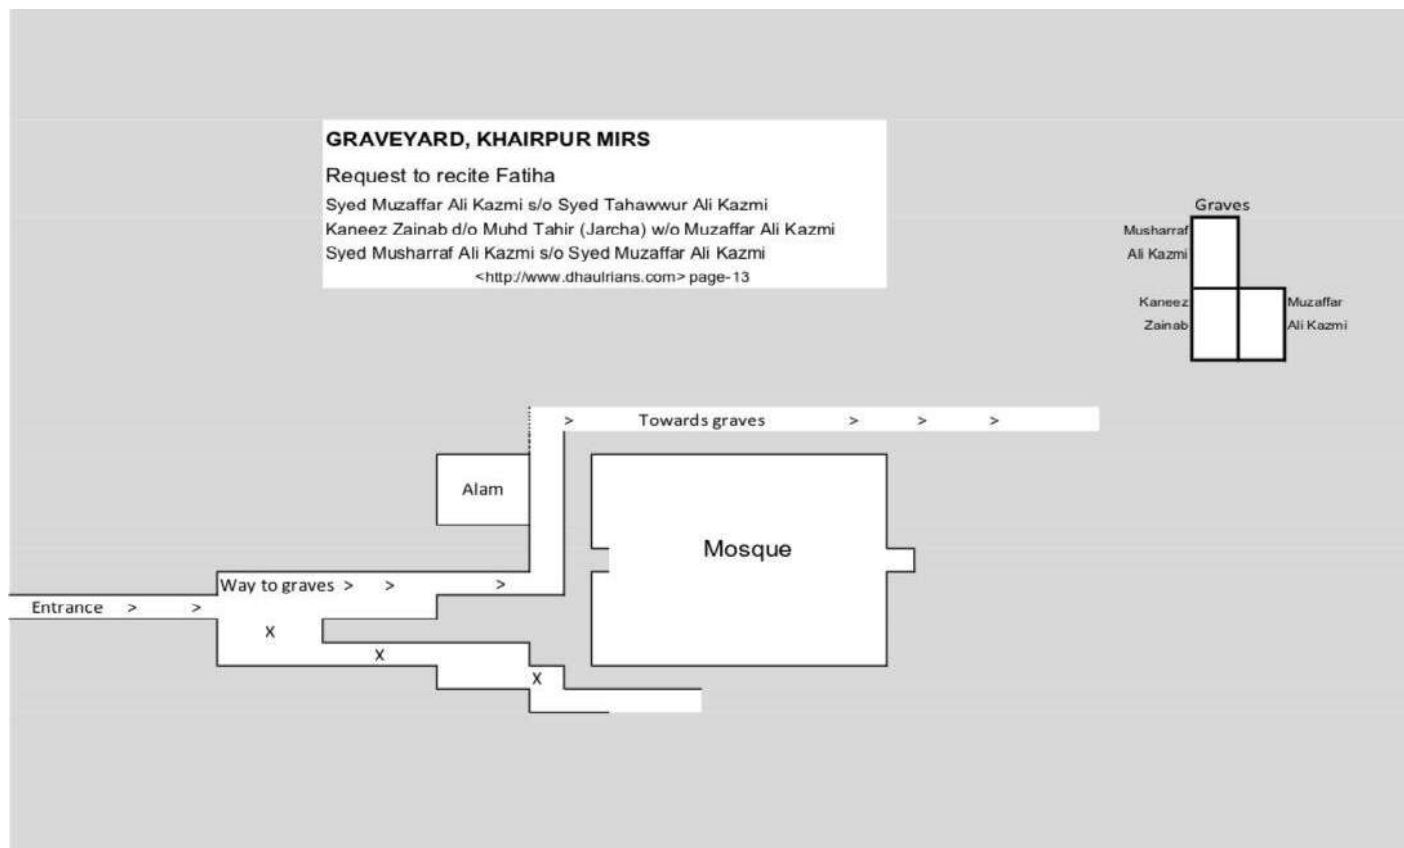 GRAVEYARD, KHAIRPUR MIRS
Request to recite Fatiha
Syed Muzaffar Ali Kazmi s/o Syed Tahawwur Ali Kazmi
Kaneez Zainab d/o Muhd Tahir (Jarcha) w/o Muzaffar Ali Kazmi
Syed Musharraf Ali Kazmi s/o Syed Muzaffar Ali Kazmi
<http://www.dhaulrians.com> page-13
Graves
Musharraf
Ali Kazmi
Kaneez
Zainab
Muzaffar
Ali Kazmi
> Towards graves > > >
Alam
Mosque
Way to graves > > >
Entrance > >
X
X
X